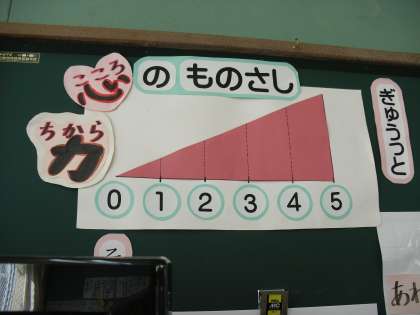 こころ
心
の ものさし
ちから
力
ぎゅうっと
0 1 2 3 4 5
あ